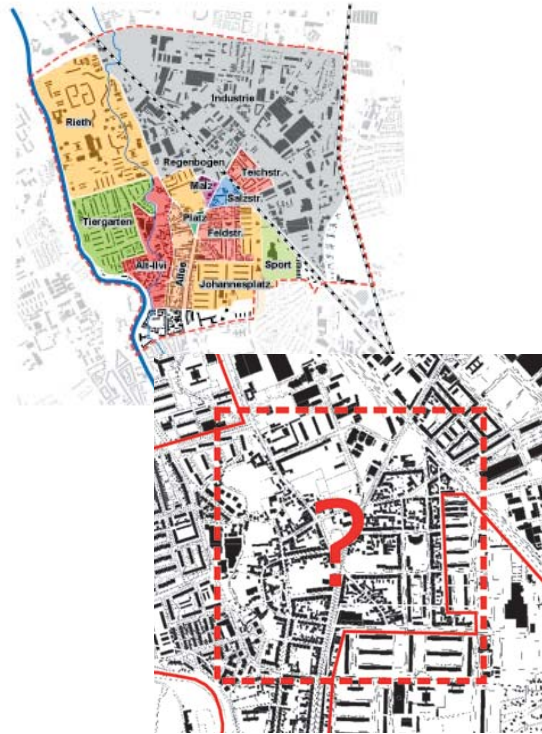 Industrie
Rieth
Regenbogen
Teichstr.
Malz
Salzstr.
Tiergarten
Platz
Feldstr.
Alt-Ilvi
Allee
Sport
Johannesplatz
?